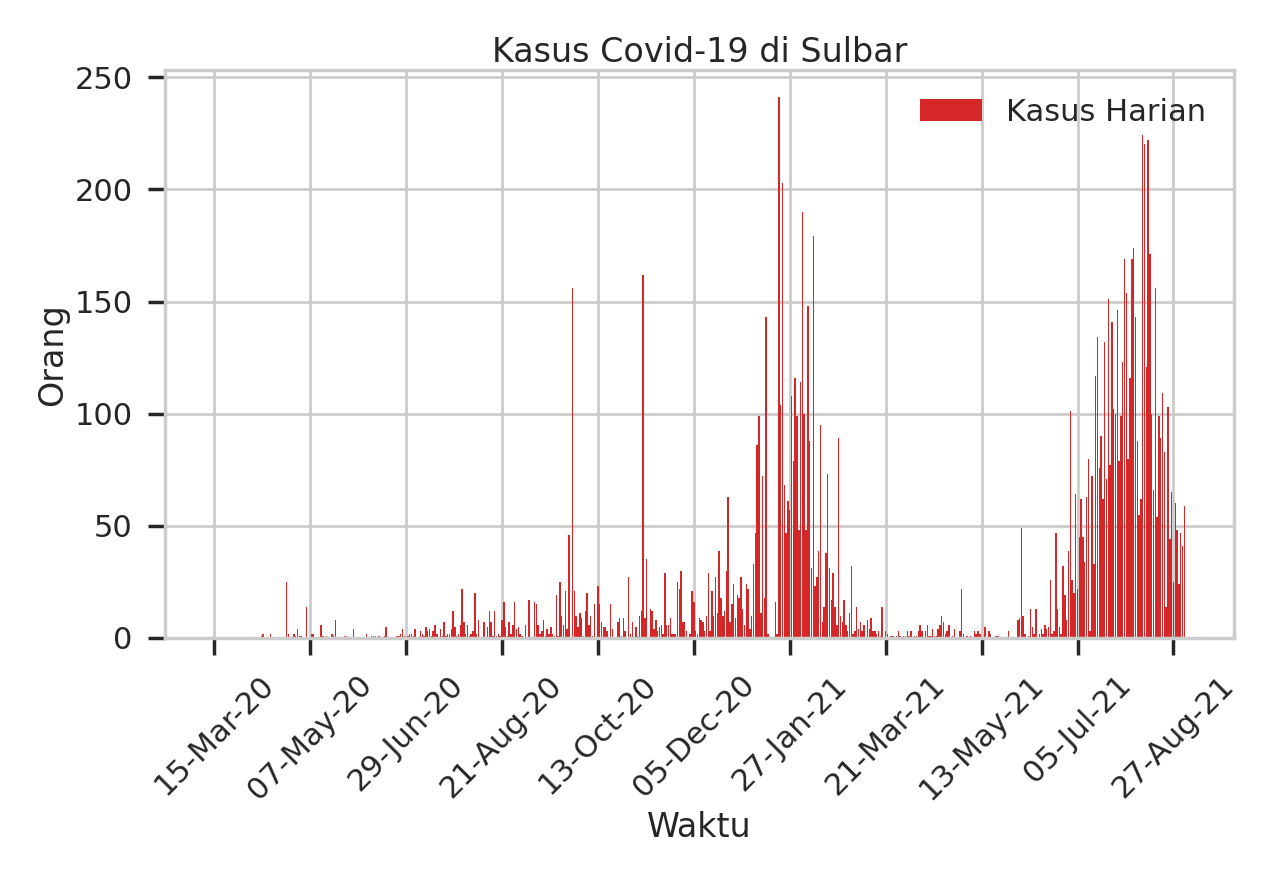 Kasus Covid-19 di Sulbar
Kasus Harian
250
200
150
100
50
0
Orang
15-Mar-20
07-May-20
29-Jun-20
21-Aug-20
13-Oct-20
05-Dec-20
27-Jan-21
21-Mar-21
13-May-21
05-Jul-21
27-Aug-21
Waktu